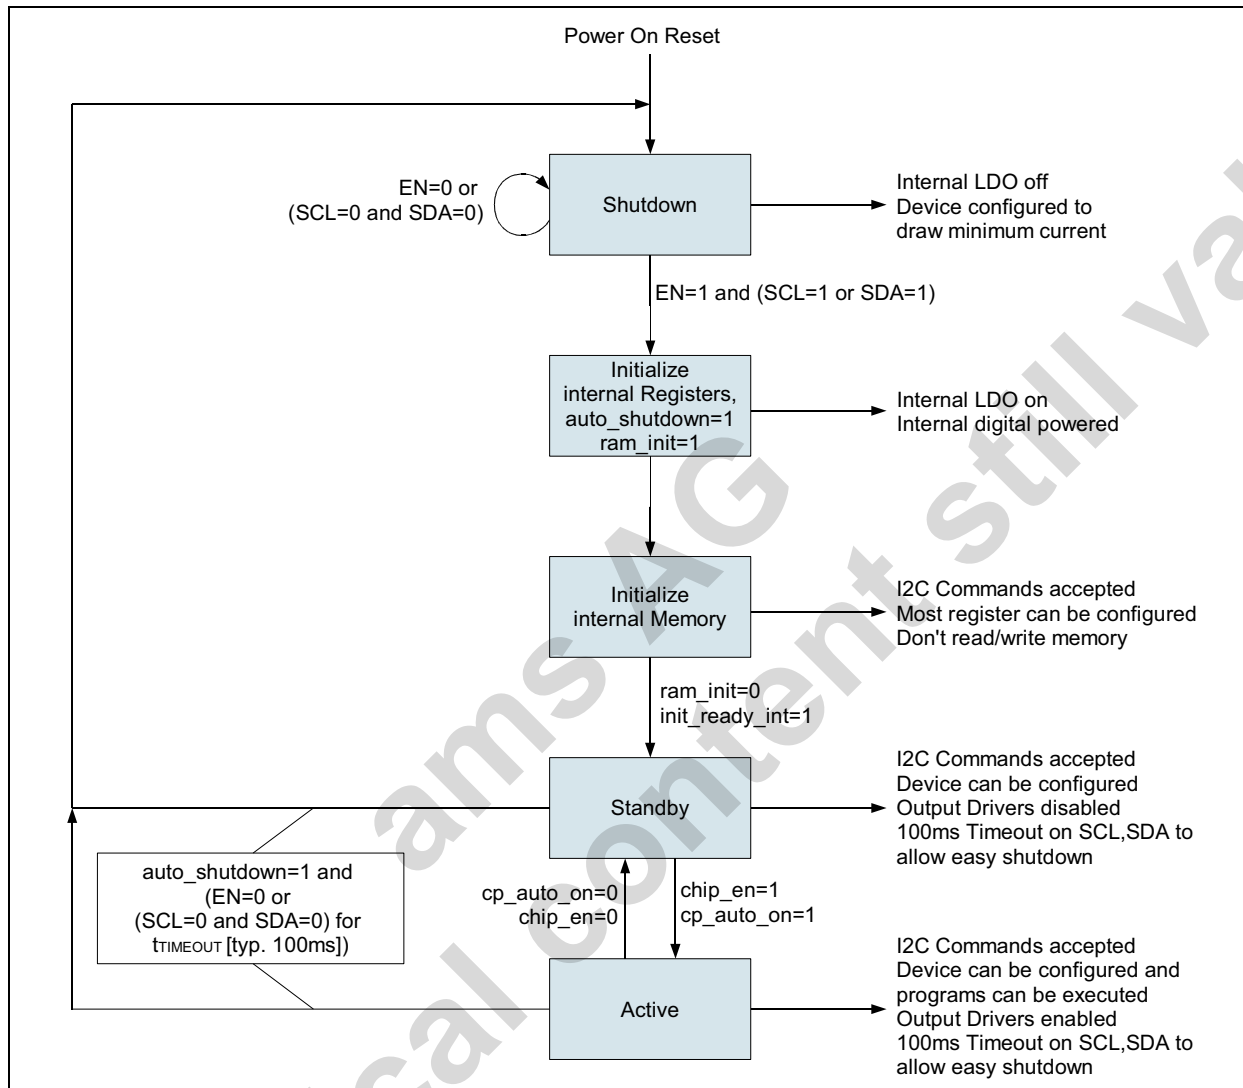 Power On Reset
EN=0 or
(SCL=0 and SDA=0)
Shutdown
Internal LDO off
Device configured to
draw minimum current
EN=1 and (SCL=1 or SDA=1)
Initialize
internal Registers,
auto_shutdown=1
ram_init=1
Internal LDO on
Internal digital powered
Initialize
internal Memory
I2C Commands accepted
Most register can be configured
Don't read/write memory
ram_init=0
init_ready_int=1
Standby
I2C Commands accepted
Device can be configured
Output Drivers disabled
100ms Timeout on SCL,SDA to
allow easy shutdown
auto_shutdown=1 and
(EN=0 or
(SCL=0 and SDA=0) for
tTIMEOUT [typ. 100ms])
cp_auto_on=0
chip_en=0
chip_en=1
cp_auto_on=1
Active
I2C Commands accepted
Device can be configured and
programs can be executed
Output Drivers enabled
100ms Timeout on SCL,SDA to
allow easy shutdown
ams AG
content still